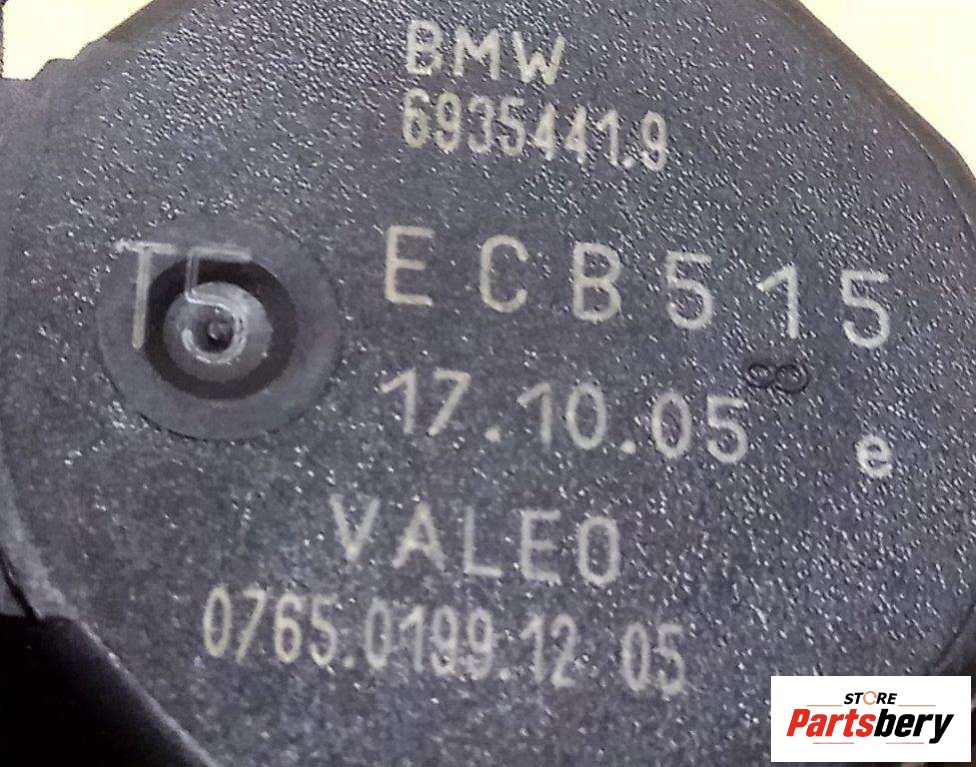 BMW
6935441.9
T5 ECB515
17.10.05
e
VALEO
0765.0199.12 05
STORE
Partsbery